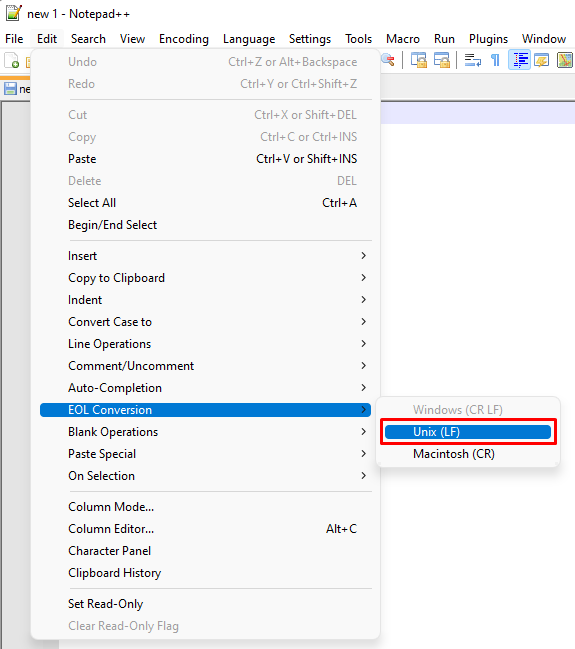 new 1 - Notepad++
File Edit Search View Encoding Language Settings Tools Macro Run Plugins Window
ne
Undo Ctrl+Z or Alt+Backspace
Redo Ctrl+Y or Ctrl+Shift+Z
Cut Ctrl+X or Shift+DEL
Copy Ctrl+C or Ctrl+INS
Paste Ctrl+V or Shift+INS
Delete DEL
Select All Ctrl+A
Begin/End Select
Insert
Copy to Clipboard
Indent
Convert Case to
Line Operations
Comment/Uncomment
Auto-Completion
EOL Conversion
Windows (CR LF)
Unix (LF)
Macintosh (CR)
Blank Operations
Paste Special
On Selection
Column Mode...
Column Editor... Alt+C
Character Panel
Clipboard History
Set Read-Only
Clear Read-Only Flag